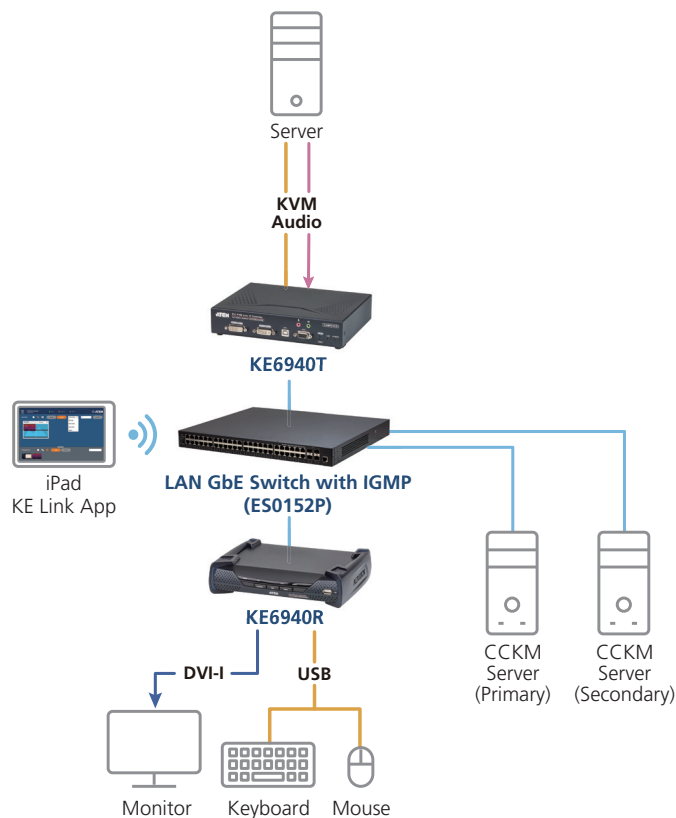 Server
KVM
Audio
ATEN
KE6940T
iPad
KE Link App
LAN GbE Switch with IGMP
(ES0152P)
KE6940R
DVI-I
USB
CCKM
Server
(Primary)
CCKM
Server
(Secondary)
Monitor
Keyboard
Mouse